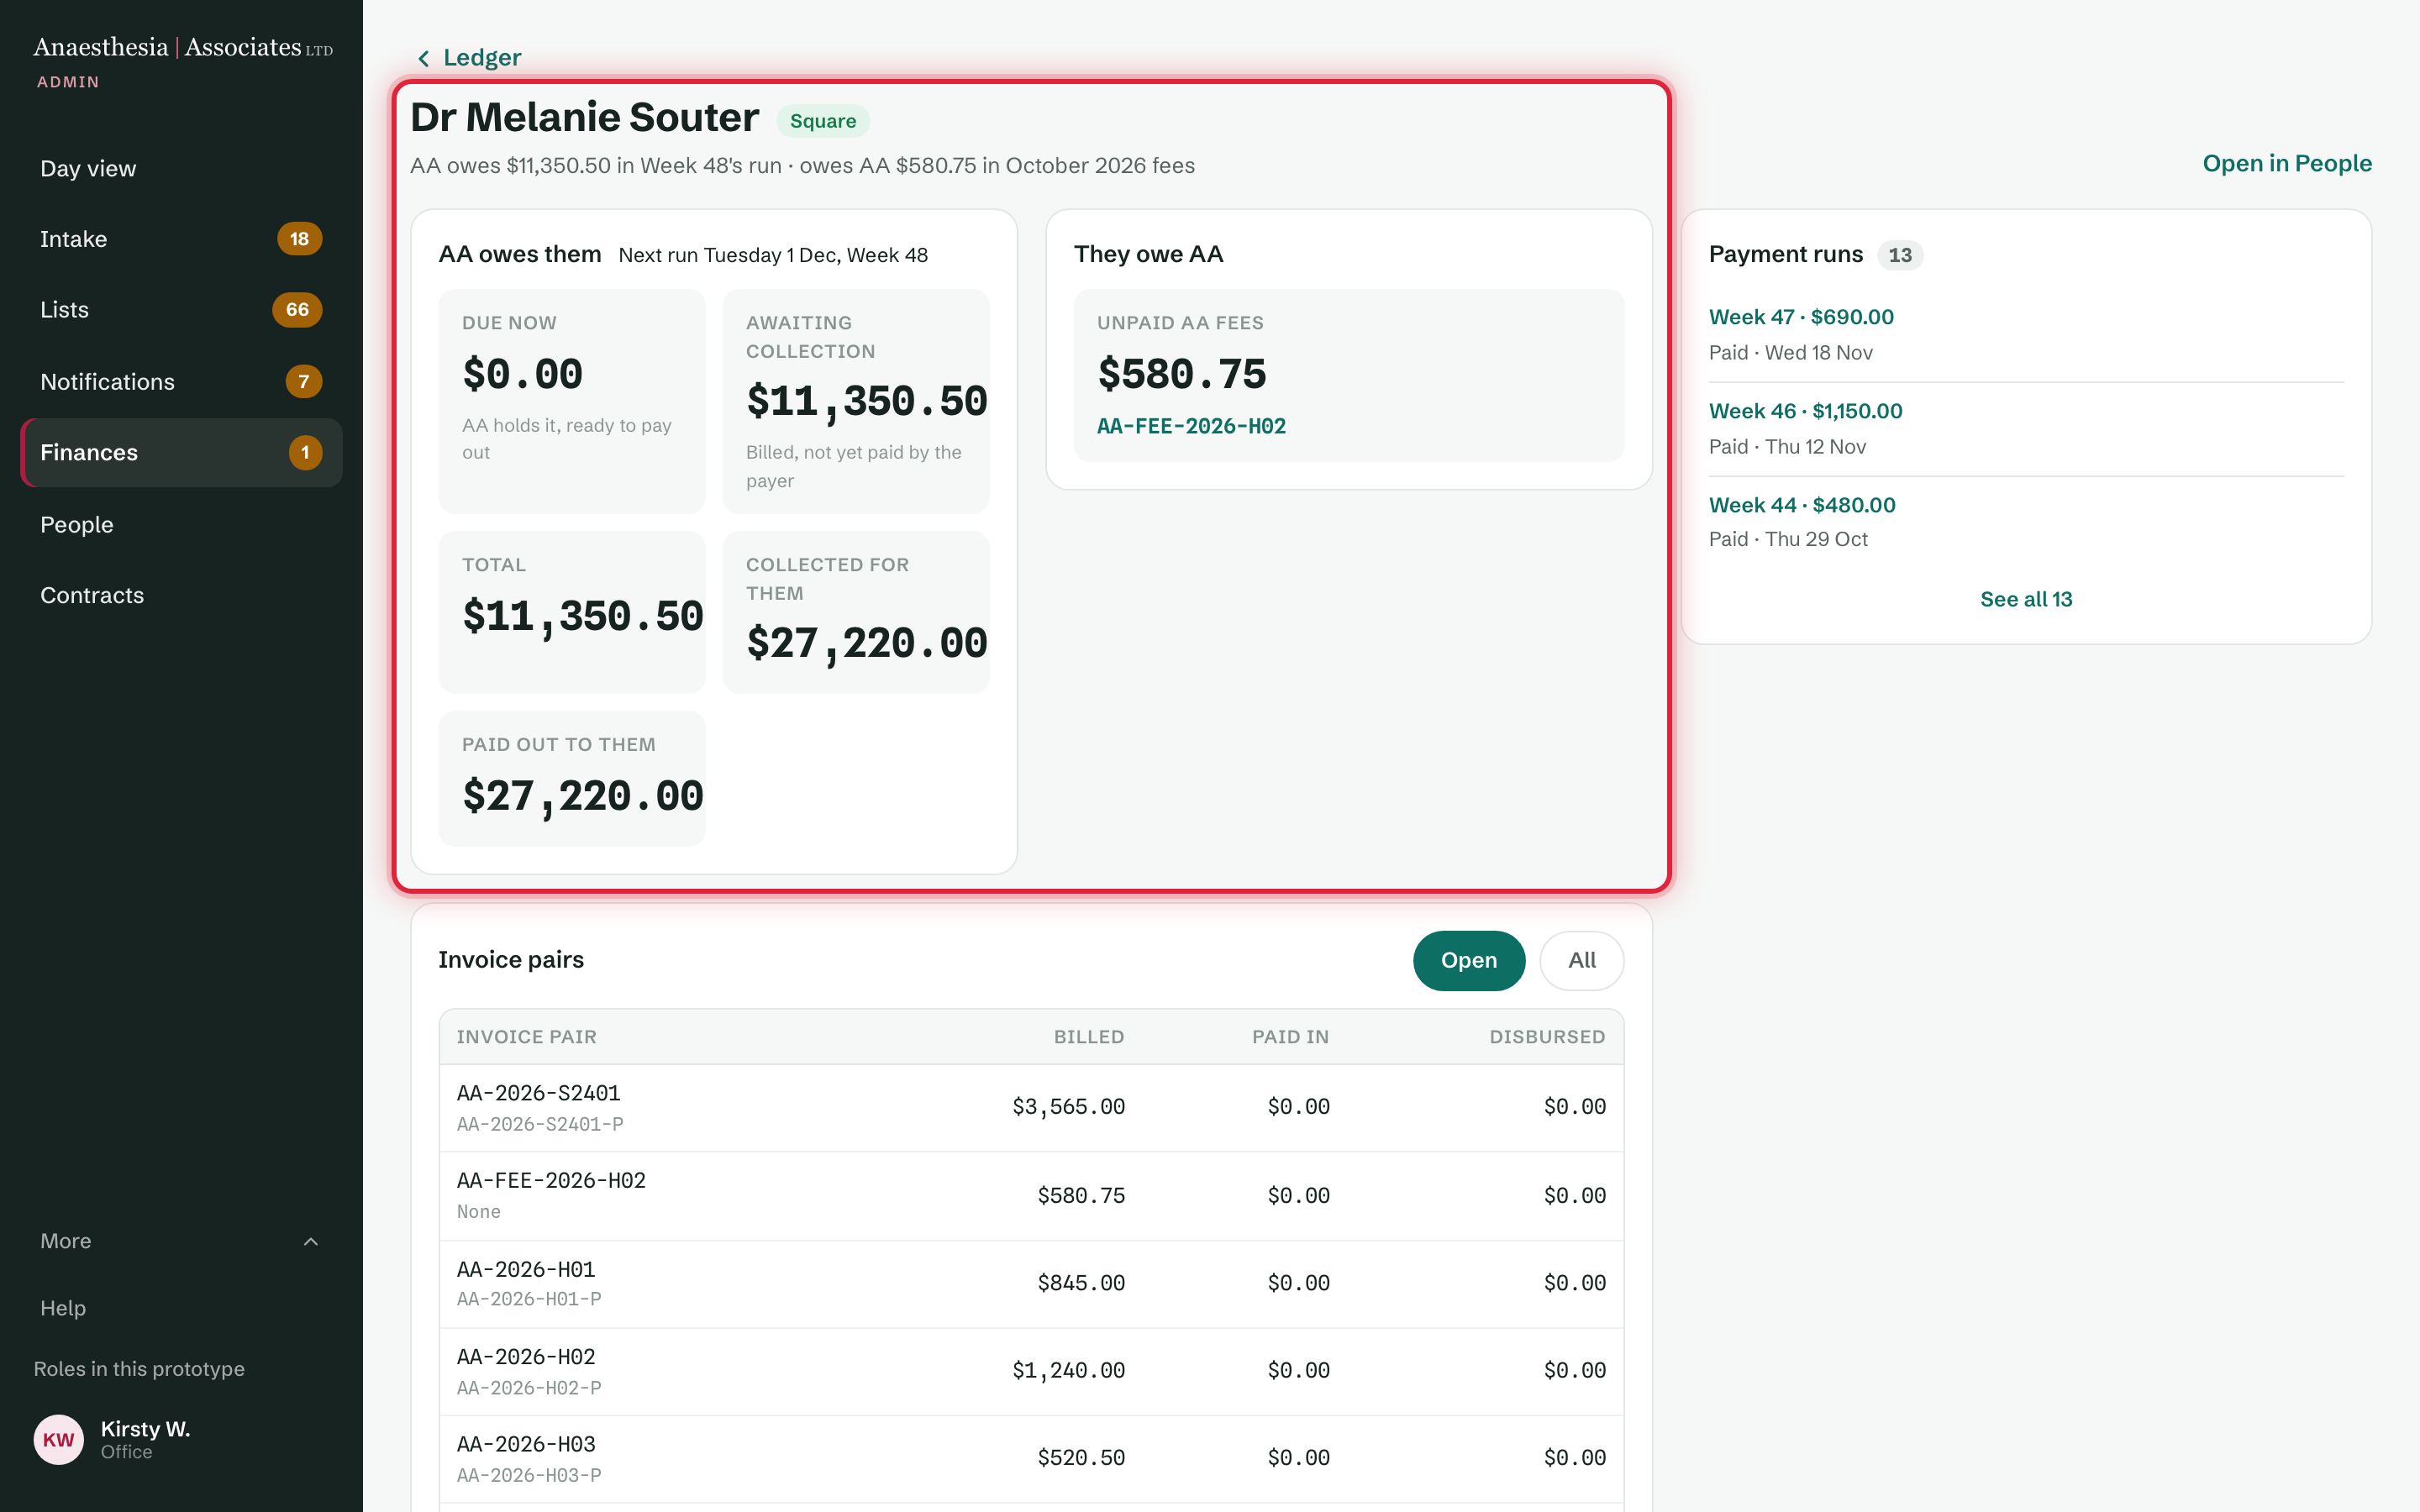 Anaesthesia | Associates LTD
ADMIN
Day view
Intake 18
Lists 66
Notifications 7
Finances 1
People
Contracts
More
Help
Roles in this prototype
KW
Kirsty W.
Office
Ledger
Dr Melanie Souter Square
AA owes $11,350.50 in Week 48's run · owes AA $580.75 in October 2026 fees
Open in People
AA owes them Next run Tuesday 1 Dec, Week 48
DUE NOW
$0.00
AA holds it, ready to pay
out
AWAITING
COLLECTION
$11,350.50
Billed, not yet paid by the
payer
TOTAL
$11,350.50
COLLECTED FOR
THEM
$27,220.00
PAID OUT TO THEM
$27,220.00
They owe AA
UNPAID AA FEES
$580.75
AA-FEE-2026-H02
Payment runs 13
Week 47 · $690.00
Paid · Wed 18 Nov
Week 46 · $1,150.00
Paid · Thu 12 Nov
Week 44 · $480.00
Paid · Thu 29 Oct
See all 13
Invoice pairs
Open All
INVOICE PAIR BILLED PAID IN DISBURSED
AA-2026-S2401 $3,565.00 $0.00 $0.00
AA-2026-S2401-P
AA-FEE-2026-H02 $580.75 $0.00 $0.00
None
AA-2026-H01 $845.00 $0.00 $0.00
AA-2026-H01-P
AA-2026-H02 $1,240.00 $0.00 $0.00
AA-2026-H02-P
AA-2026-H03 $520.50 $0.00 $0.00
AA-2026-H03-P